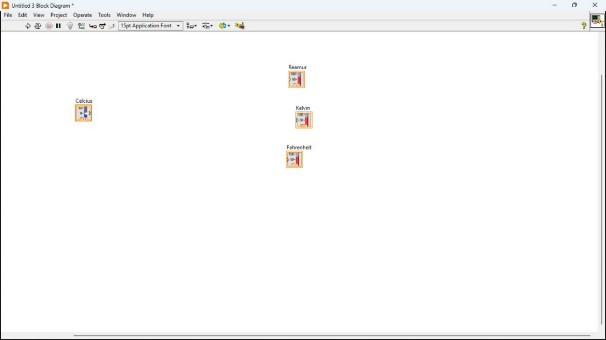 Untitled 3 Block Diagram *
File Edit View Project Operate Tools Window Help
15pt Application Font
Reamur
Celcius
Kelvin
Fahrenheit